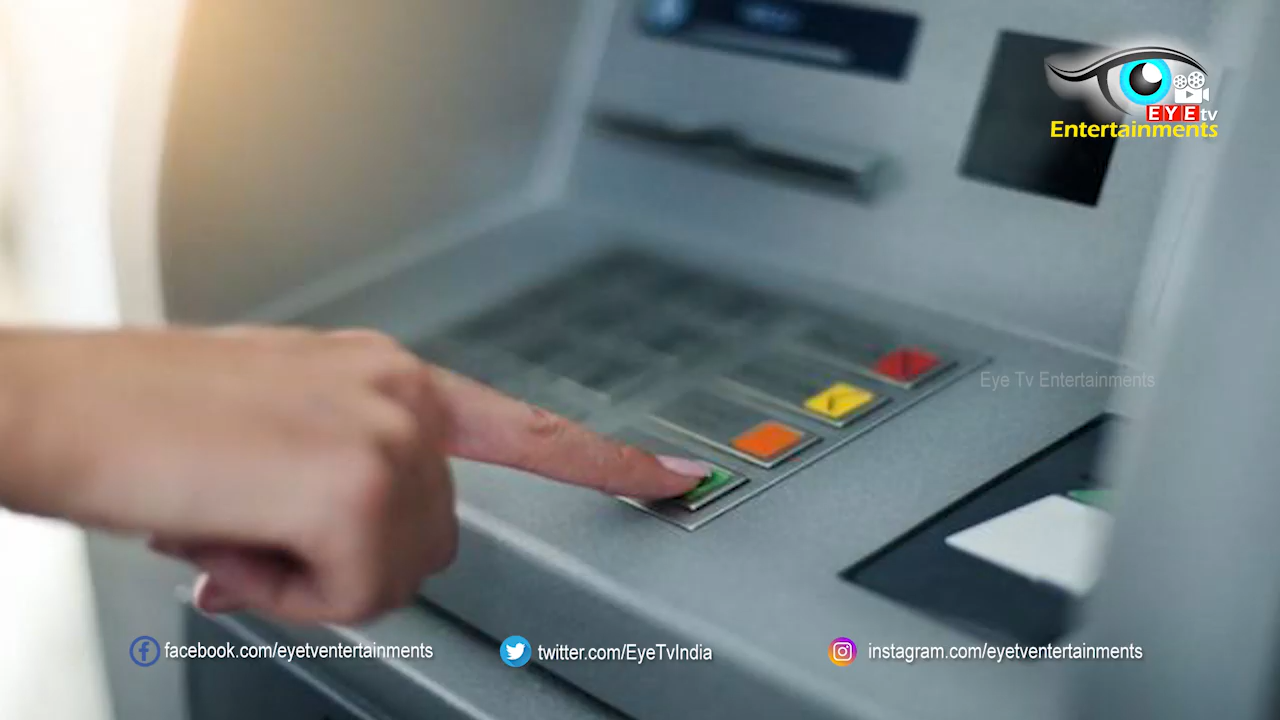 EYE tv
Entertainments
Eye Tv Entertainments
facebook.com/eyetventertainments
twitter.com/EyeTvIndia
instagram.com/eyetventertainments